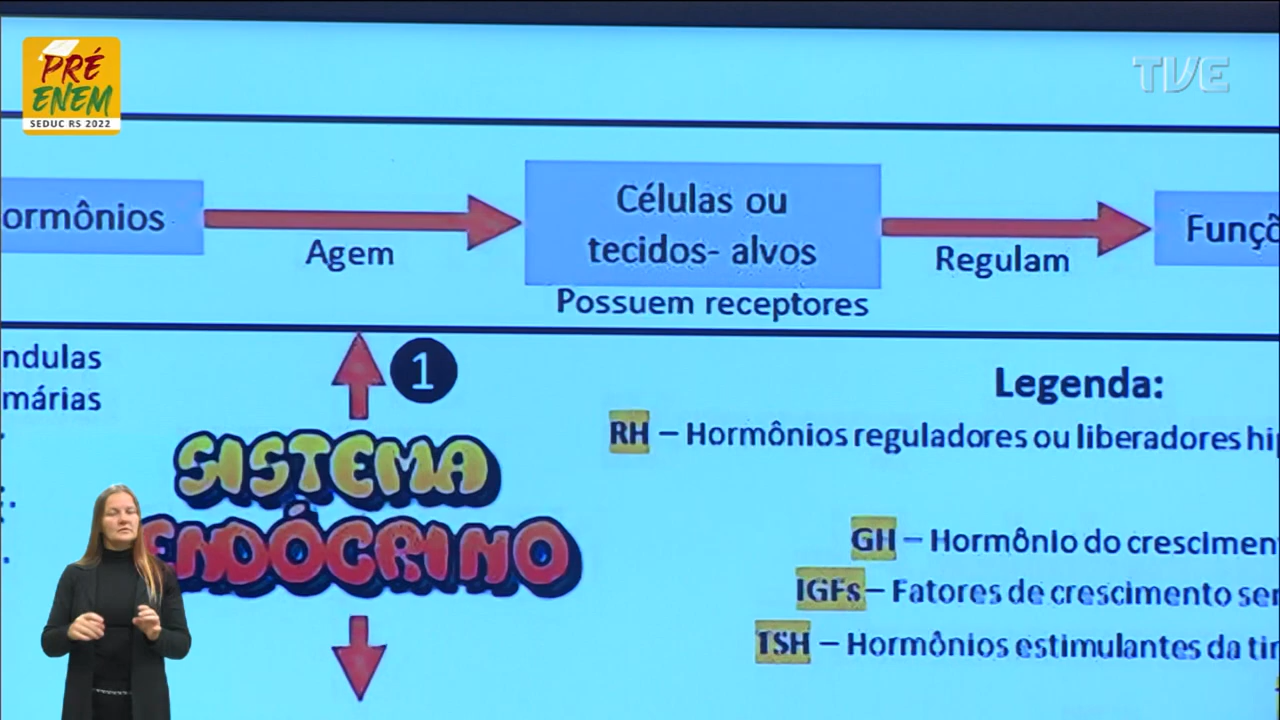 PRÉ
ENEM
SEDUC RS 2022
TVE
ormônios
Agem
Células ou
tecidos- alvos
Possuem receptores
Regulam
Funçõ
ndulas
márias
1
SISTEMA
ENDÓCRINO
Legenda:
RH – Hormônios reguladores ou liberadores hi
GH – Hormônio do crescimen
IGFs– Fatores de crescimento se
TSH – Hormônios estimulantes da ti